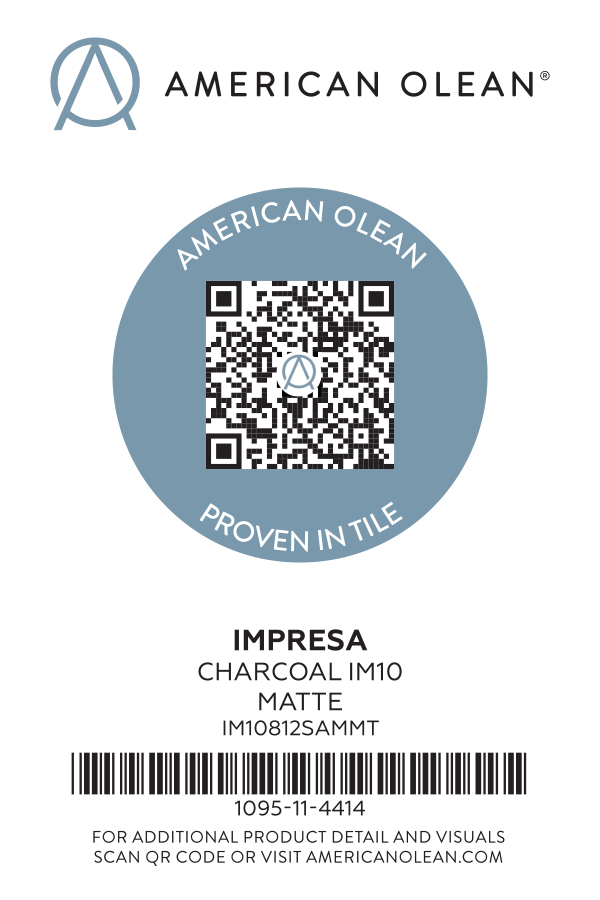 AMERICAN OLEAN®
AMERICAN OLEAN
PROVEN IN TILE
IMPRESA
CHARCOAL IM10
MATTE
IM10812SAMMT
1095-11-4414
FOR ADDITIONAL PRODUCT DETAIL AND VISUALS
SCAN QR CODE OR VISIT AMERICANOLEAN.COM